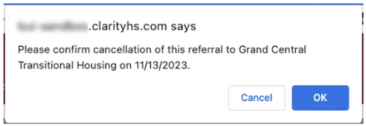 .clarityhs.com says
Please confirm cancellation of this referral to Grand Central
Transitional Housing on 11/13/2023.
Cancel OK